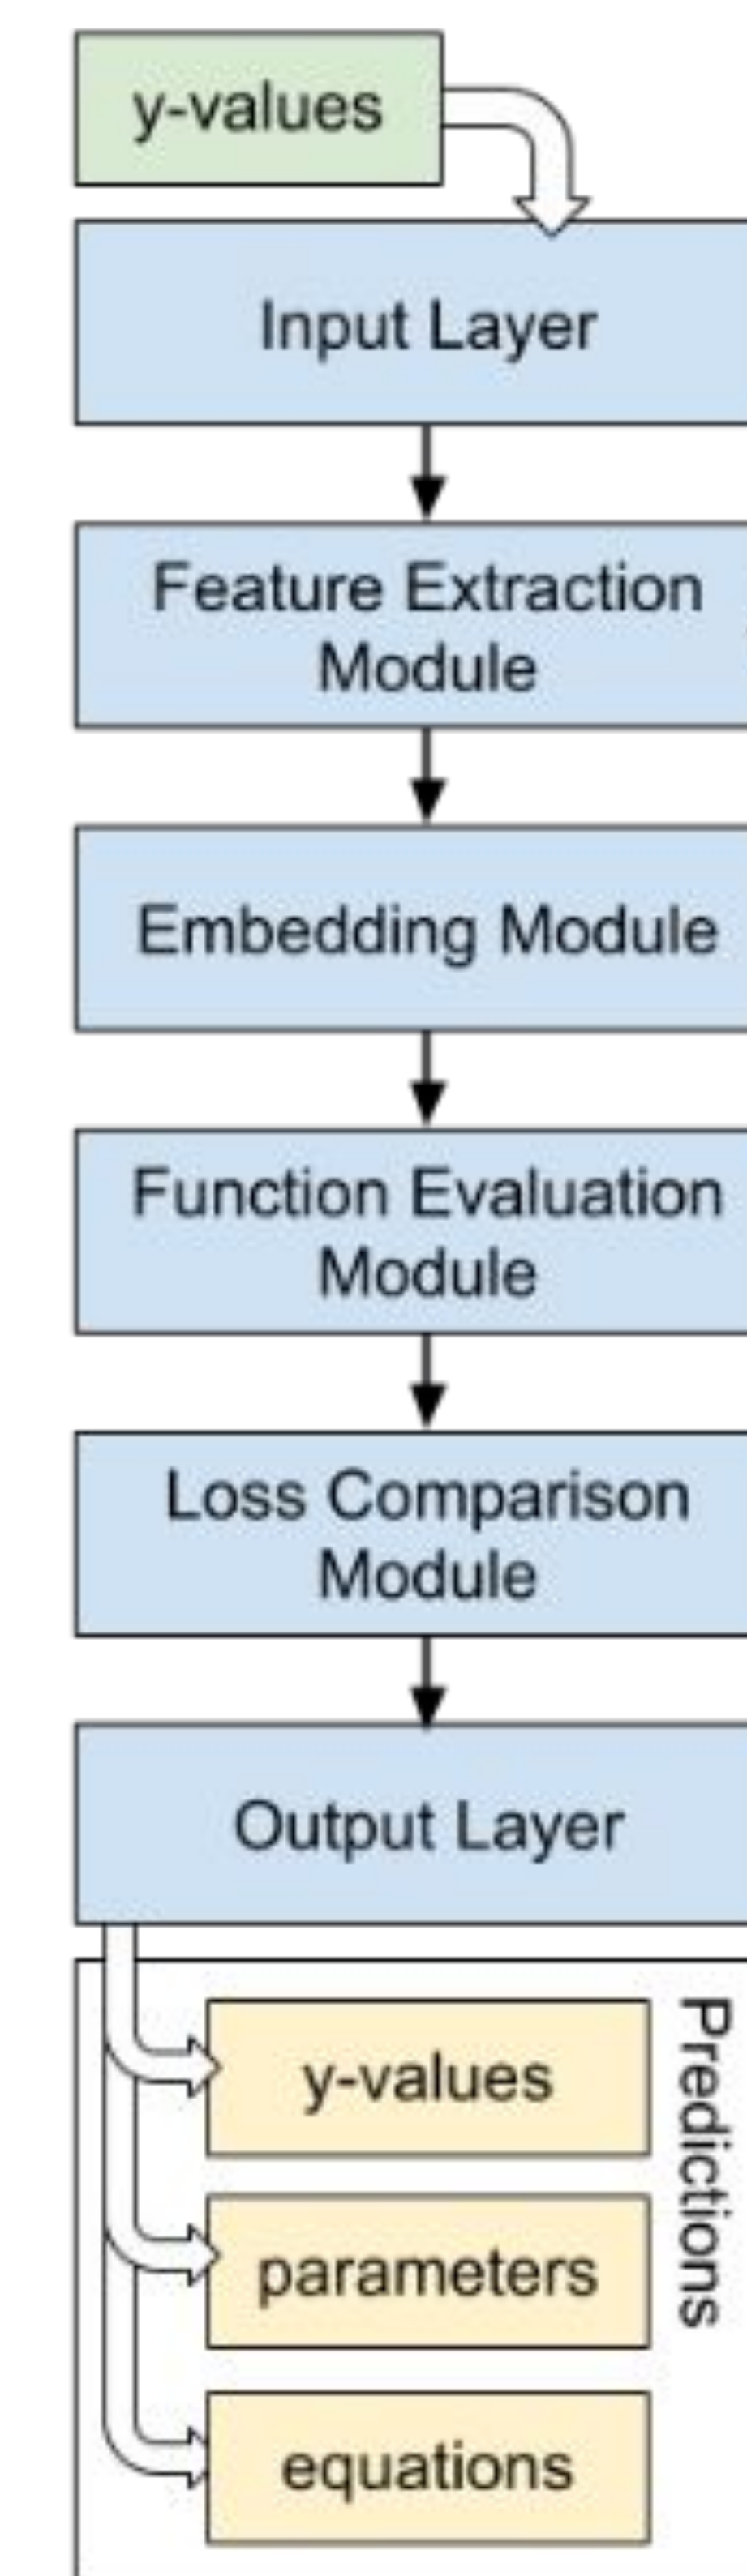 y-values
Input Layer
Feature Extraction
Module
Embedding Module
Function Evaluation
Module
Loss Comparison
Module
Output Layer
Predictions
y-values
parameters
equations